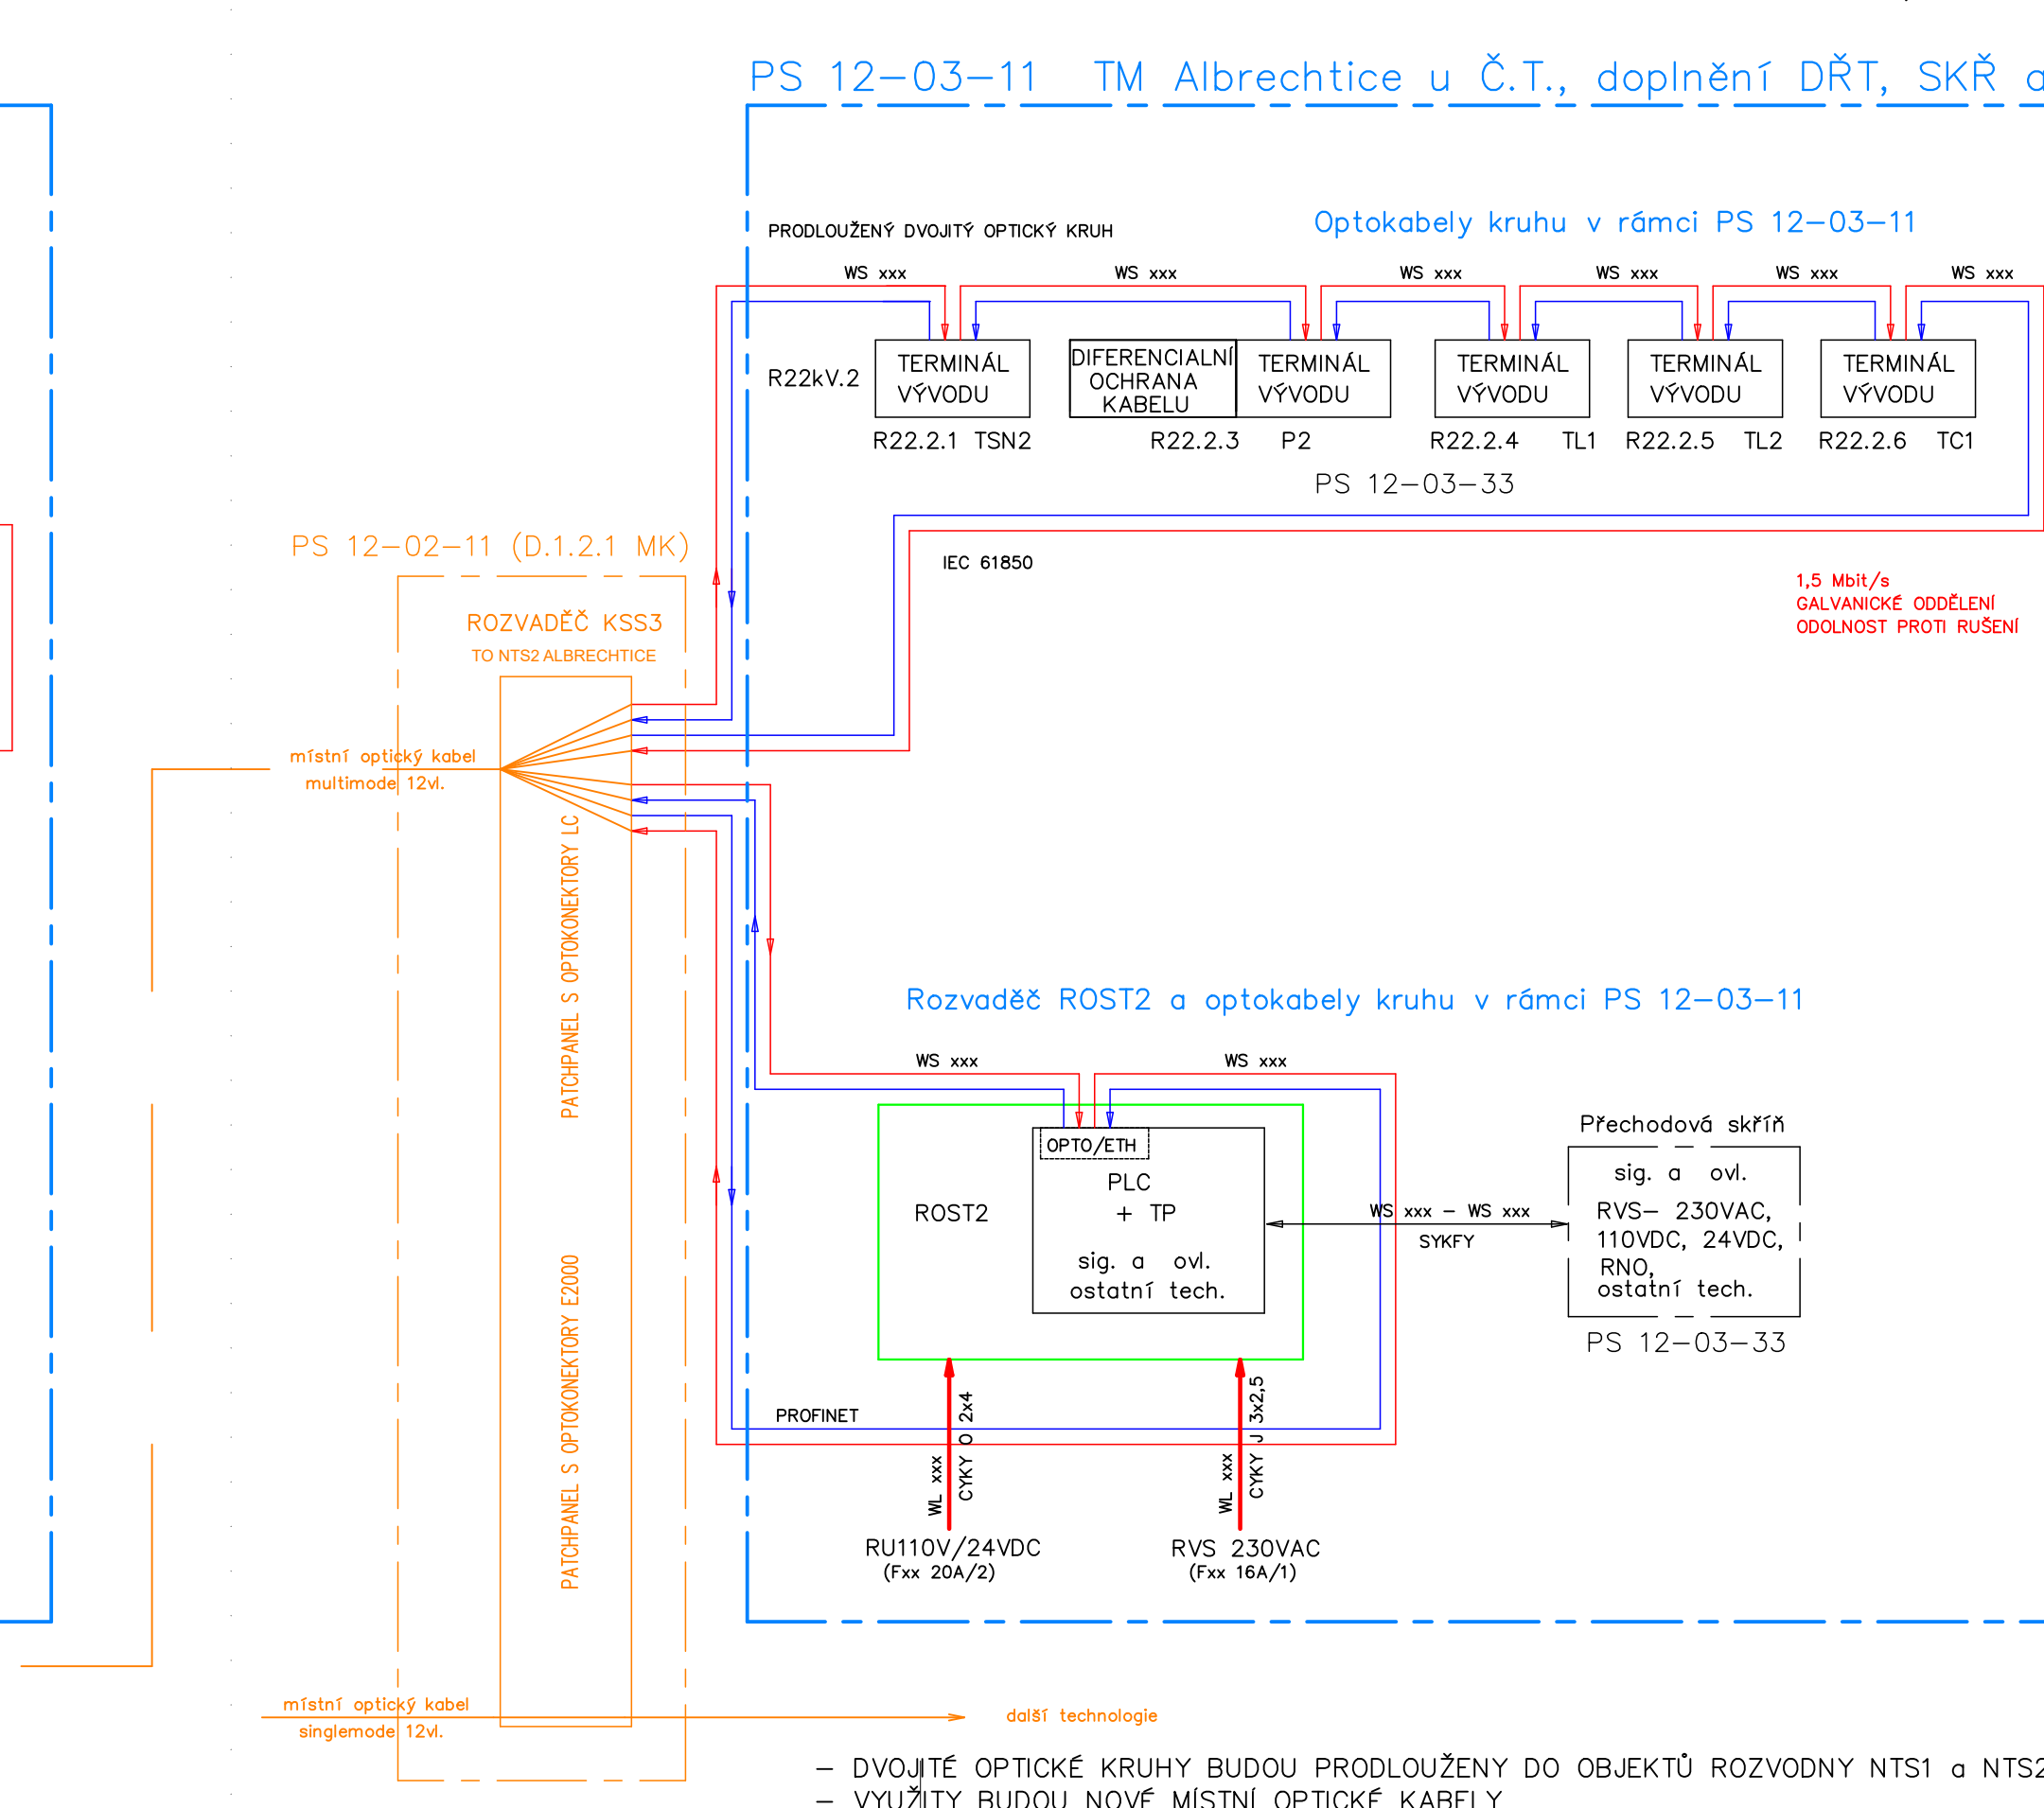 PS 12-03-11 TM Albrechtice u Č.T., doplnění DŘT, SKŘ a
PRODLOUŽENÝ DVOJITÝ OPTICKÝ KRUH
Optokabely kruhu v rámci PS 12-03-11
WS xxx
WS xxx
WS xxx
WS xxx
WS xxx
WS xxx
R22kV.2
TERMINÁL
VÝVODU
DIFERENCIALNÍ
OCHRANA
KABELU
TERMINÁL
VÝVODU
TERMINÁL
VÝVODU
TERMINÁL
VÝVODU
TERMINÁL
VÝVODU
R22.2.1 TSN2
R22.2.3 P2
R22.2.4 TL1
R22.2.5 TL2
R22.2.6 TC1
PS 12-03-33
IEC 61850
1,5 Mbit/s
GALVANICKÉ ODDĚLENÍ
ODOLNOST PROTI RUŠENÍ
PS 12-02-11 (D.1.2.1 MK)
ROZVADĚČ KSS3
TO NTS2 ALBRECHTICE
místní optický kabel
multimode 12vl.
PATCHPANEL S OPTOKONEKTORY LC
PATCHPANEL S OPTOKONEKTORY E2000
Rozvaděč ROST2 a optokabely kruhu v rámci PS 12-03-11
WS xxx
WS xxx
OPTO/ETH
PLC
+ TP
ROST2
sig. a ovl.
ostatní tech.
WS xxx - WS xxx
SYKFY
Přechodová skříň
sig. a ovl.
RVS- 230VAC,
110VDC, 24VDC,
RNO,
ostatní tech.
PS 12-03-33
PROFINET
WL xxx
CYKY O 2x4
WL xxx
CYKY J 3x2,5
RU110V/24VDC
(Fxx 20A/2)
RVS 230VAC
(Fxx 16A/1)
místní optický kabel
singlemode 12vl.
další technologie
- DVOJITÉ OPTICKÉ KRUHY BUDOU PRODLOUŽENY DO OBJEKTŮ ROZVODNY NTS1 a NTS2
- VYUŽITY BUDOU NOVÉ MÍSTNÍ OPTICKÉ KABELY